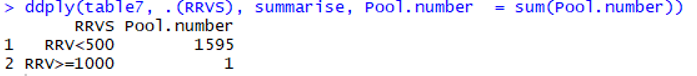 > ddply(table7, .(RRVS), summarise, Pool.number  = sum(Pool.number))
       RRVS Pool.number
1   RRV<500        1595
2 RRV>=1000           1